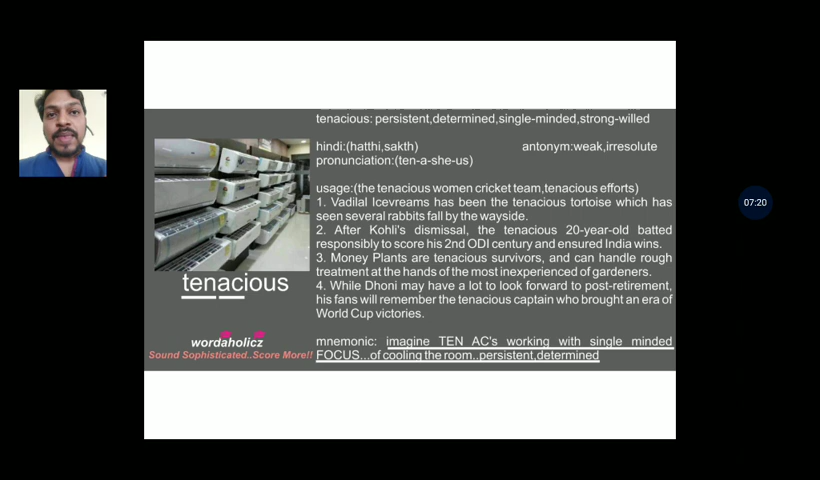 tenacious: persistent,determined,single-minded,strong-willed
hindi:(hatthi,sakth) antonym:weak,irresolute
pronunciation:(ten-a-she-us)
usage:(the tenacious women cricket team,tenacious efforts)
1. Vadilal Icevreams has been the tenacious tortoise which has
seen several rabbits fall by the wayside.
2. After Kohli's dismissal, the tenacious 20-year-old batted
responsibly to score his 2nd ODI century and ensured India wins.
3. Money Plants are tenacious survivors, and can handle rough
treatment at the hands of the most inexperienced of gardeners.
4. While Dhoni may have a lot to look forward to post-retirement,
his fans will remember the tenacious captain who brought an era of
World Cup victories.
mnemonic: imagine TEN AC's working with single minded
FOCUS...of cooling the room..persistent,determined
tenacious
wordaholicz
Sound Sophisticated..Score More!!
07:20